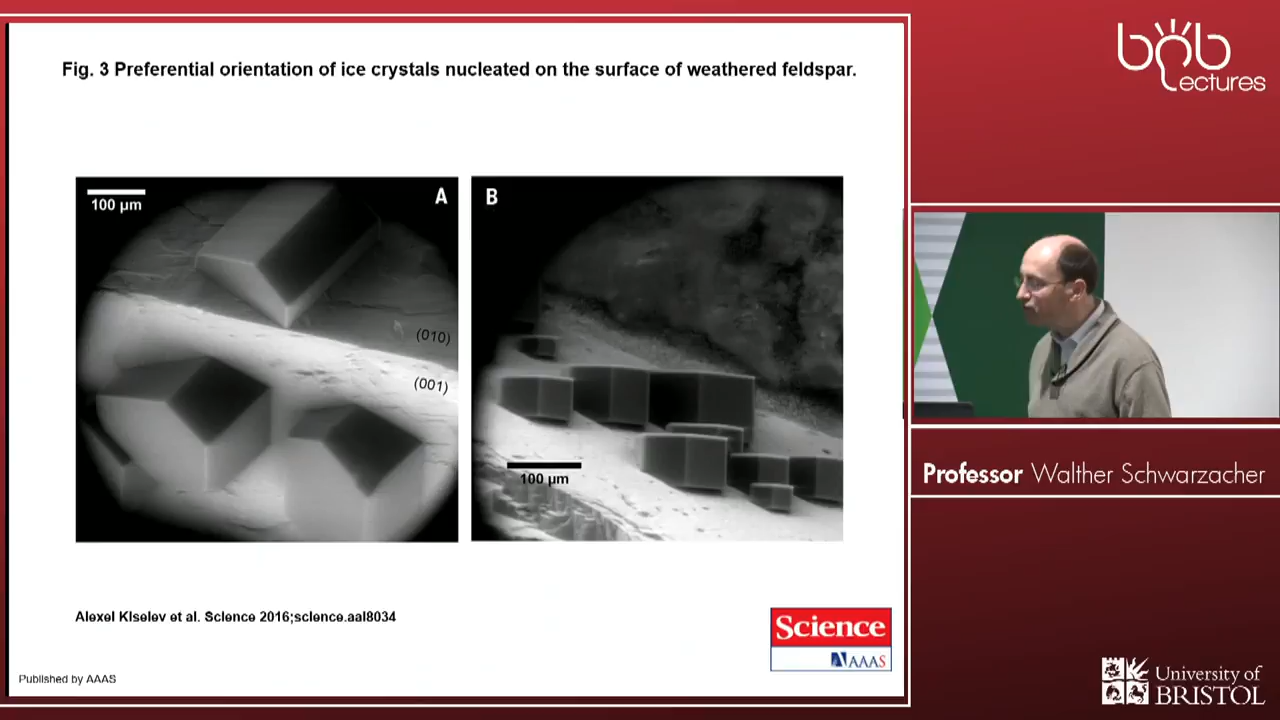 Fig. 3 Preferential orientation of ice crystals nucleated on the surface of weathered feldspar.
100 µm
A
(010)
(001)
B
100 µm
Alexei Kiselev et al. Science 2016;science.aal8034
Science
AAAS
Published by AAAS
bob
Lectures
Professor Walther Schwarzacher
University of
BRISTOL